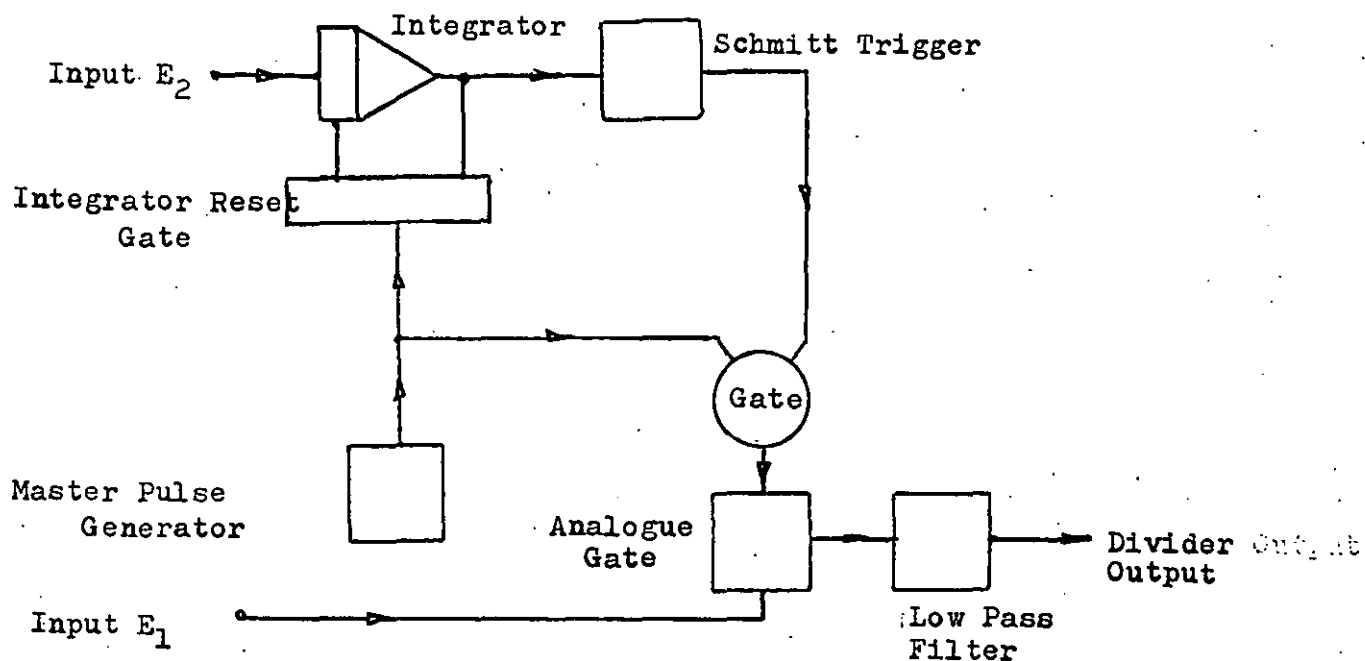 Integrator
Schmitt Trigger
Input E2
Integrator Reset
Gate
Gate
Master Pulse
Generator
Analogue
Gate
Divider Output
Output
Input E1
Low Pass
Filter